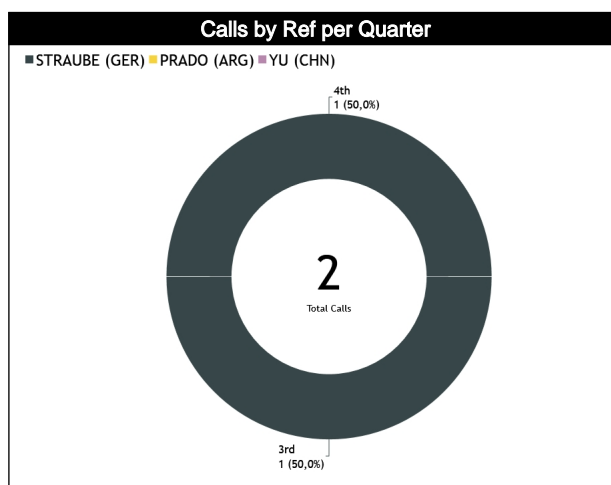 Calls by Ref per Quarter
STRAUBE (GER) PRADO (ARG) YU (CHN)
4th
1 (50,0%)
2
Total Calls
3rd
1 (50,0%)